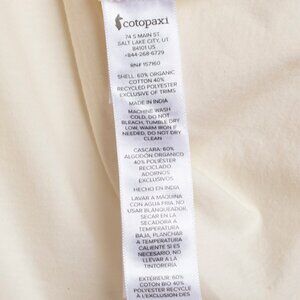 cotopaxi
74 S MAIN ST.
SALT LAKE CITY, UT
84101 US
+844-268-6729
RN# 157160
SHELL: 60% ORGANIC
COTTON 40%
RECYCLED POLYESTER
EXCLUSIVE OF TRIMS
MADE IN INDIA
MACHINE WASH
COLD, DO NOT
BLEACH, TUMBLE DRY
LOW, WARM IRON IF
NEEDED, DO NOT DRY
CLEAN
CASCARA: 60%
ALGODÓN ORGANICO
40% POLIÉSTER
RECICLADO
ADORNOS
EXCLUSIVOS
HECHO EN INDIA
LAVAR A MAQUINA
CON AGUA FRIA, NO
USAR BLANQUEADOR,
SECAR EN LA
SECADORA A
TEMPERATURA
BAJA, PLANCHAR
A TEMPERATURA
CALIENTE SI ES
NECESARIO, NO
LLEVAR A LA
TINTORERÍA
EXTÉRIEUR: 60%
COTON BIO 40%
POLYESTER RECYCLÉ
À L'EXCLUSION DES